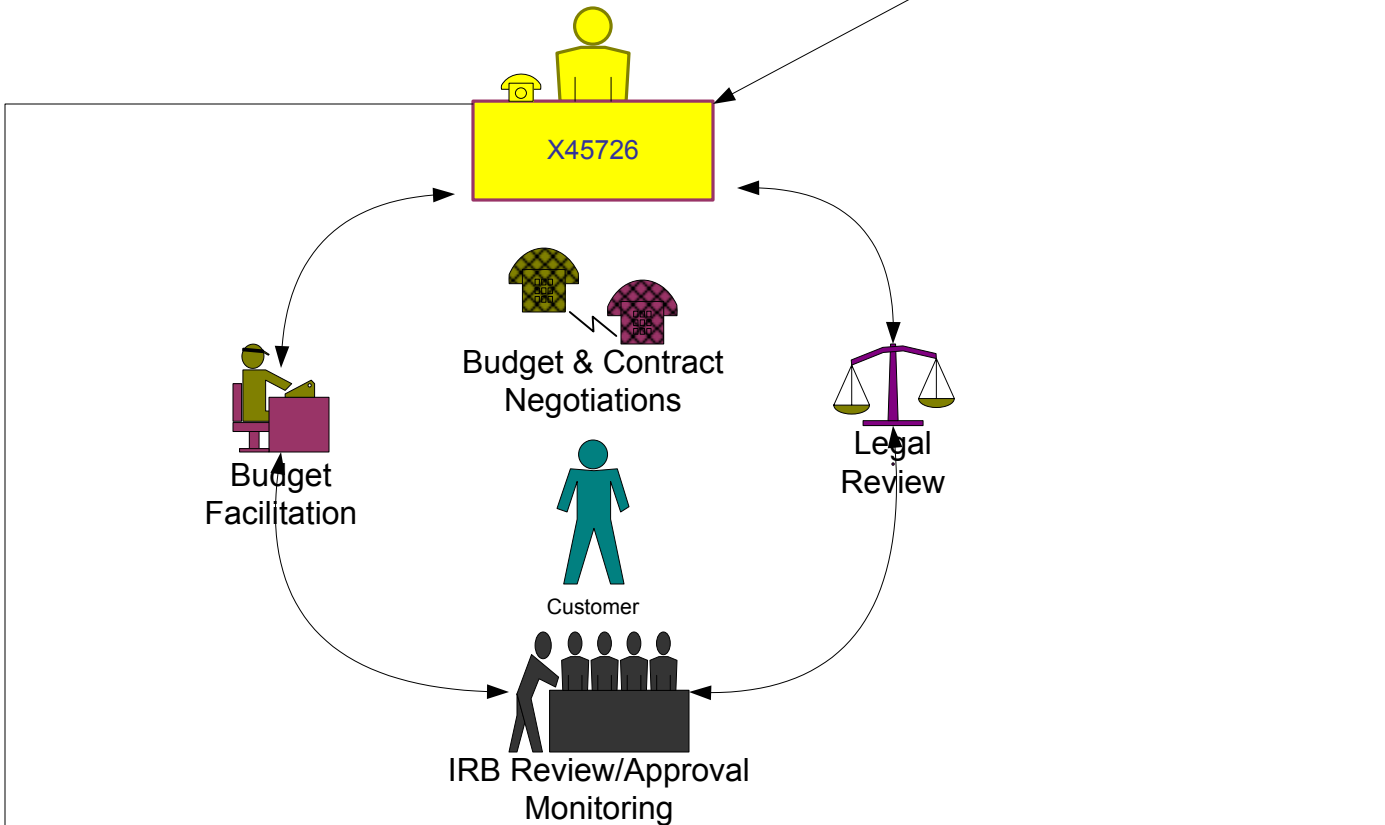 X45726
Budget & Contract
Negotiations
Legal
Review
Budget
Facilitation
Customer
IRB Review/Approval
Monitoring